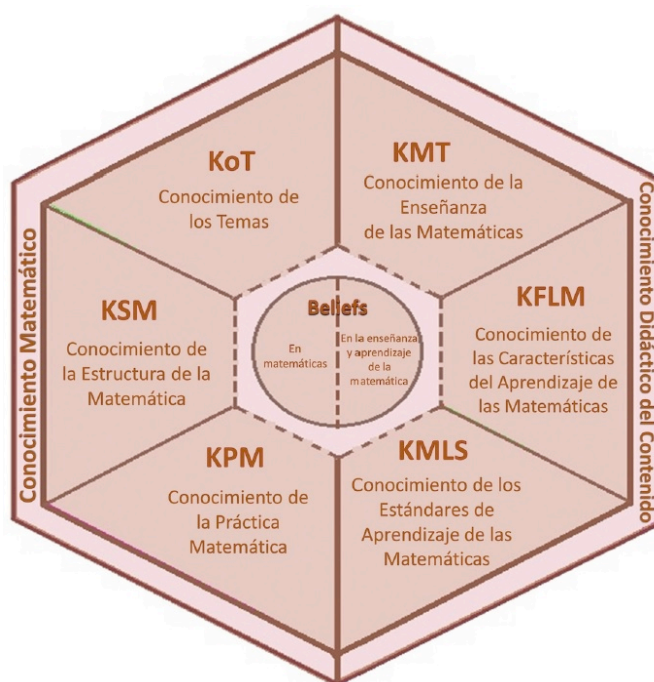 KoT
Conocimiento de
los Temas
KMT
Conocimiento de la
Enseñanza
de las Matemáticas
Conocimiento Matemático
KSM
Conocimiento de
la Estructura de la
Matemática
Beliefs
En
matemáticas
En la enseñanza
y aprendizaje
de la
matemática
KFLM
Conocimiento de
las Características
del Aprendizaje de
las Matemáticas
Conocimiento Didáctico del Contenido
KPM
Conocimiento de
la Práctica
Matemática
KMLS
Conocimiento de los
Estándares de
Aprendizaje de las
Matemáticas